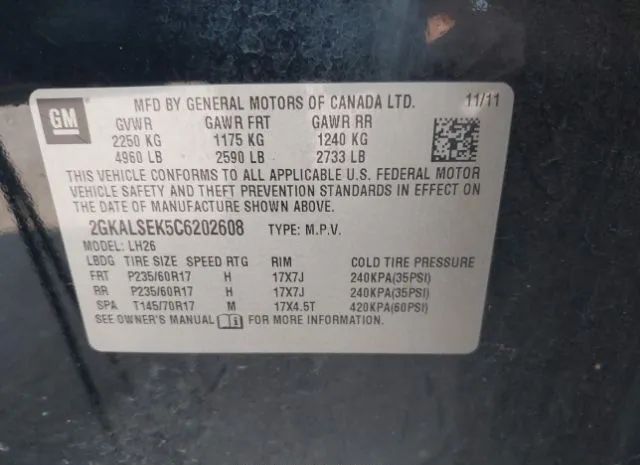 GM
MFD BY GENERAL MOTORS OF CANADA LTD. 11/11
GVWR GAWR FRT GAWR RR
2250 KG 1175 KG 1240 KG
4960 LB 2590 LB 2733 LB
THIS VEHICLE CONFORMS TO ALL APPLICABLE U.S. FEDERAL MOTOR
VEHICLE SAFETY AND THEFT PREVENTION STANDARDS IN EFFECT ON
THE DATE OF MANUFACTURE SHOWN ABOVE.
2GKALSEK5C6202608 TYPE: M.P.V.
MODEL: LH26
LBDG TIRE SIZE SPEED RTG RIM COLD TIRE PRESSURE
FRT P235/60R17 H 17X7J 240KPA(35PSI)
RR P235/60R17 H 17X7J 240KPA(35PSI)
SPA T145/70R17 M 17X4.5T 420KPA(60PSI)
SEE OWNER'S MANUAL FOR MORE INFORMATION.